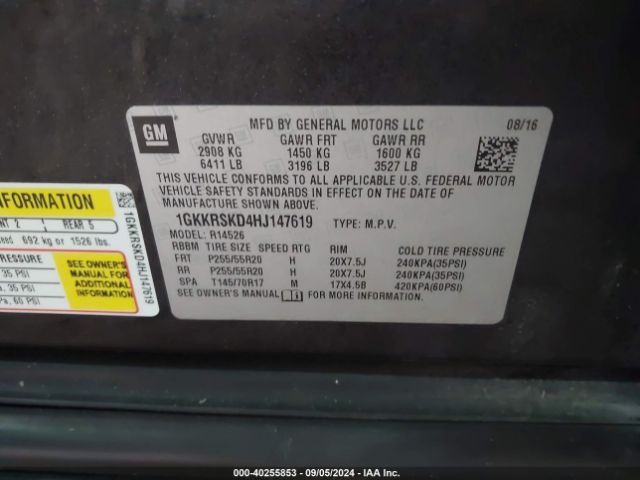 GM
MFD BY GENERAL MOTORS LLC 08/16
GVWR GAWR FRT GAWR RR
2908 KG 1450 KG 1600 KG
6411 LB 3196 LB 3527 LB
THIS VEHICLE CONFORMS TO ALL APPLICABLE U.S. FEDERAL MOTOR
VEHICLE SAFETY STANDARDS IN EFFECT ON THE DATE OF
MANUFACTURE SHOWN ABOVE.
1GKKRSKD4HJ147619 TYPE: M.P.V.
MODEL: R14526
RBBM TIRE SIZE SPEED RTG RIM COLD TIRE PRESSURE
FRT P255/55R20 H 20X7.5J 240KPA(35PSI)
RR P255/55R20 H 20X7.5J 240KPA(35PSI)
SPA T145/70R17 M 17X4.5B 420KPA(60PSI)
SEE OWNER'S MANUAL FOR MORE INFORMATION.
INFORMATION
NT 2 REAR 5
eed 692 kg or 1526 lbs.
PRESSURE
35 PSI
a, 35 PSI
Pa, 60 PSI
SEE OWNER'S
MANUAL FOR
ADDITIONAL
INFORMATION
1GKKRSKD4HJ147619
000-40255853 - 09/05/2024 - IAA Inc.